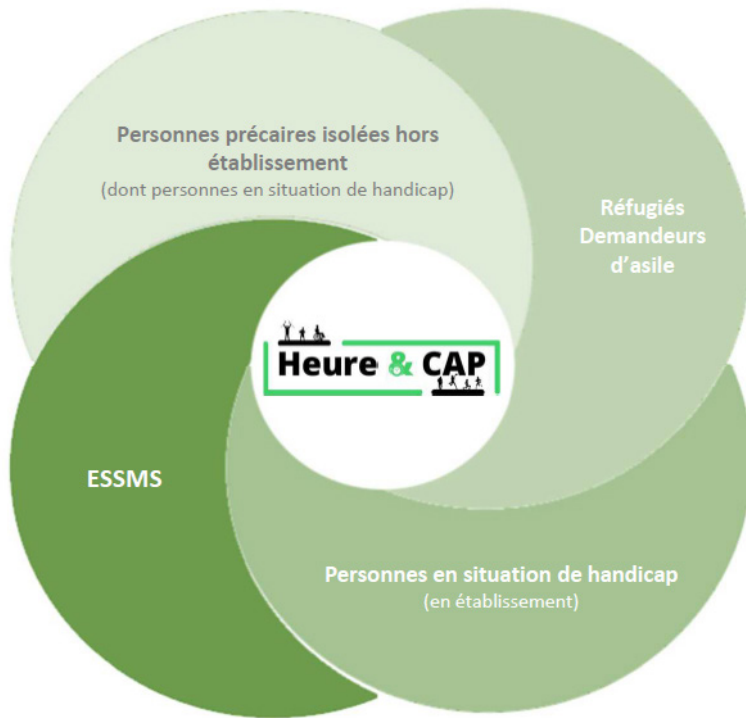 Personnes précaires isolées hors
établissement
(dont personnes en situation de handicap)
Réfugiés
Demandeurs
d’asile
Heure & CAP
ESSMS
Personnes en situation de handicap
(en établissement)